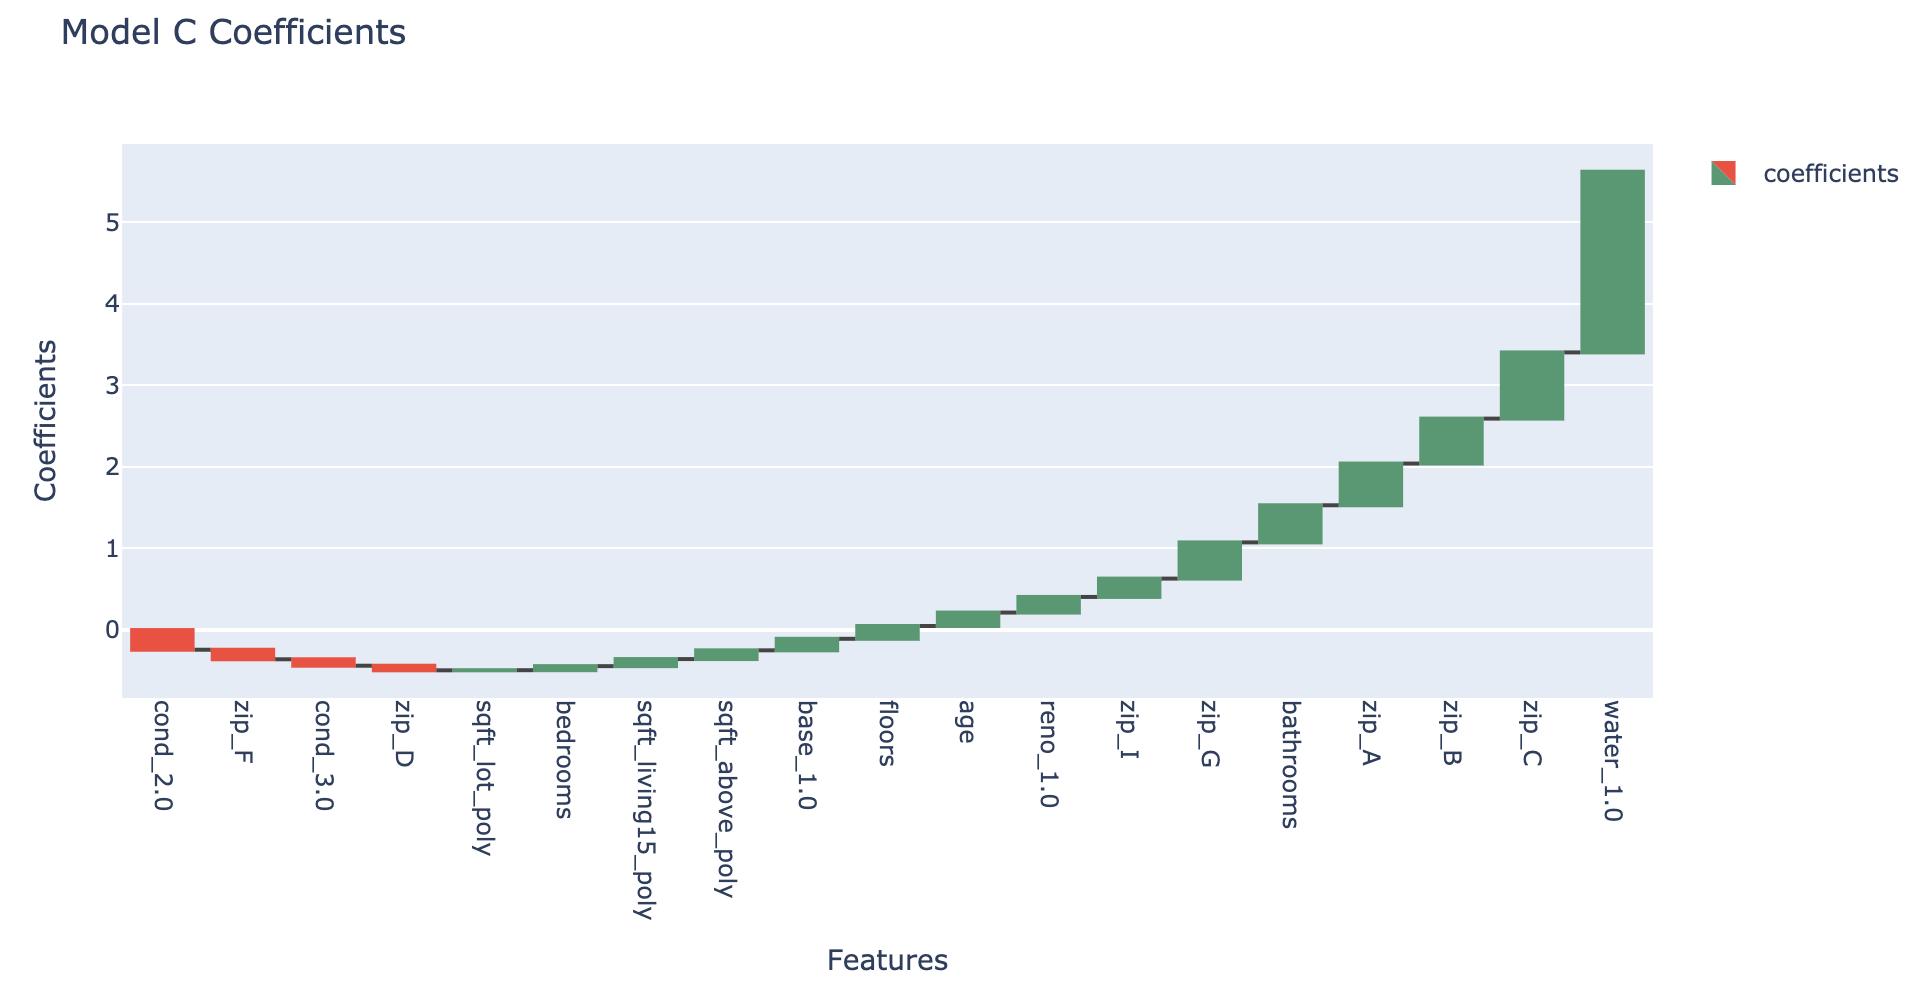 Model C Coefficients
coefficients
Coefficients
5
4
3
2
1
0
cond_2.0
zip_F
cond_3.0
zip_D
sqft_lot_poly
bedrooms
sqft_living15_poly
sqft_above_poly
base_1.0
floors
age
reno_1.0
zip_I
zip_G
bathrooms
zip_A
zip_B
zip_C
water_1.0
Features